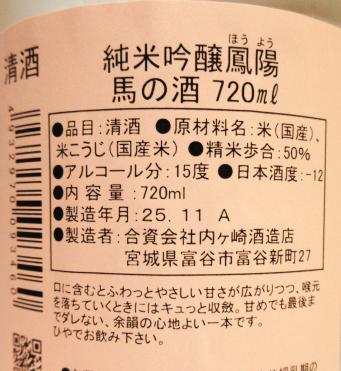 清酒
純米吟醸鳳陽
ほう よう
馬の酒 720ml
●品目:清酒 ●原材料名:米(国産)、
米こうじ(国産米) ●精米歩合:50%
●アルコール分:15度 ●日本酒度:-12
●内容量:720ml
●製造年月:25.11 A
●製造者:合資会社内ヶ崎酒造店
宮城県富谷市富谷新町27
口に含むとふわっとやさしい甘さが広がりつつ、喉元
を落ちていくときにはキュっと収斂。甘めでも最後ま
でダレない、余韻の心地よい一本です。
ひやでお飲み下さい。
4932970093460